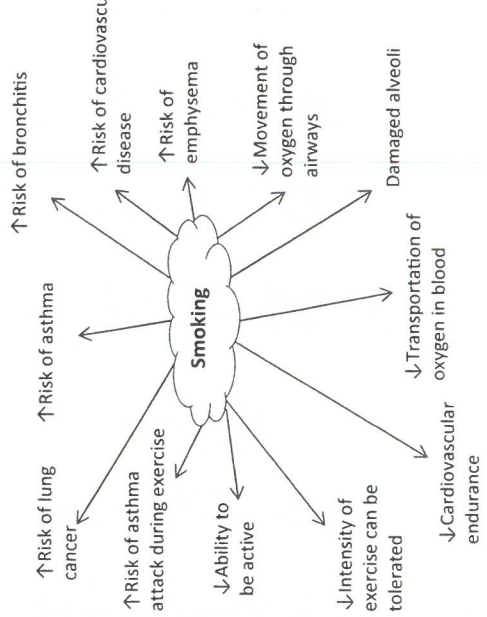 ↑Risk of lung
cancer
↑Risk of asthma
↑Risk of bronchitis
↑Risk of cardiovascu
disease
↑Risk of asthma
attack during exercise
↑Risk of
emphysema
Smoking
↓Ability to
be active
↓Movement of
oxygen through
airways
↓Intensity of
exercise can be
tolerated
Damaged alveoli
↓Transportation of
oxygen in blood
↓Cardiovascular
endurance